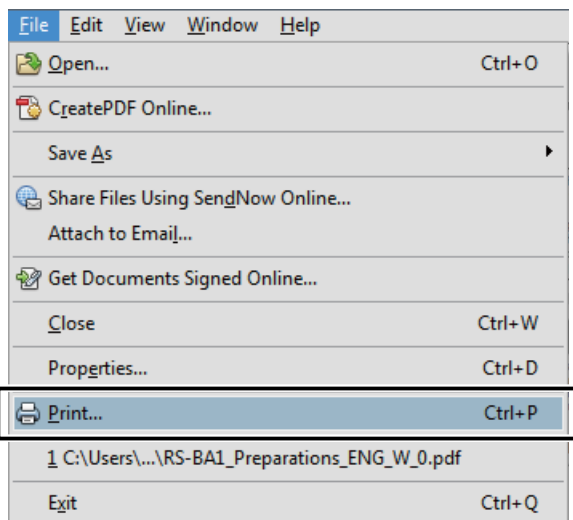 File Edit View Window Help
Open... Ctrl+O
CreatePDF Online...
Save As
Share Files Using SendNow Online...
Attach to Email...
Get Documents Signed Online...
Close Ctrl+W
Properties... Ctrl+D
Print... Ctrl+P
1 C:\Users\...\RS-BA1_Preparations_ENG_W_0.pdf
Exit Ctrl+Q